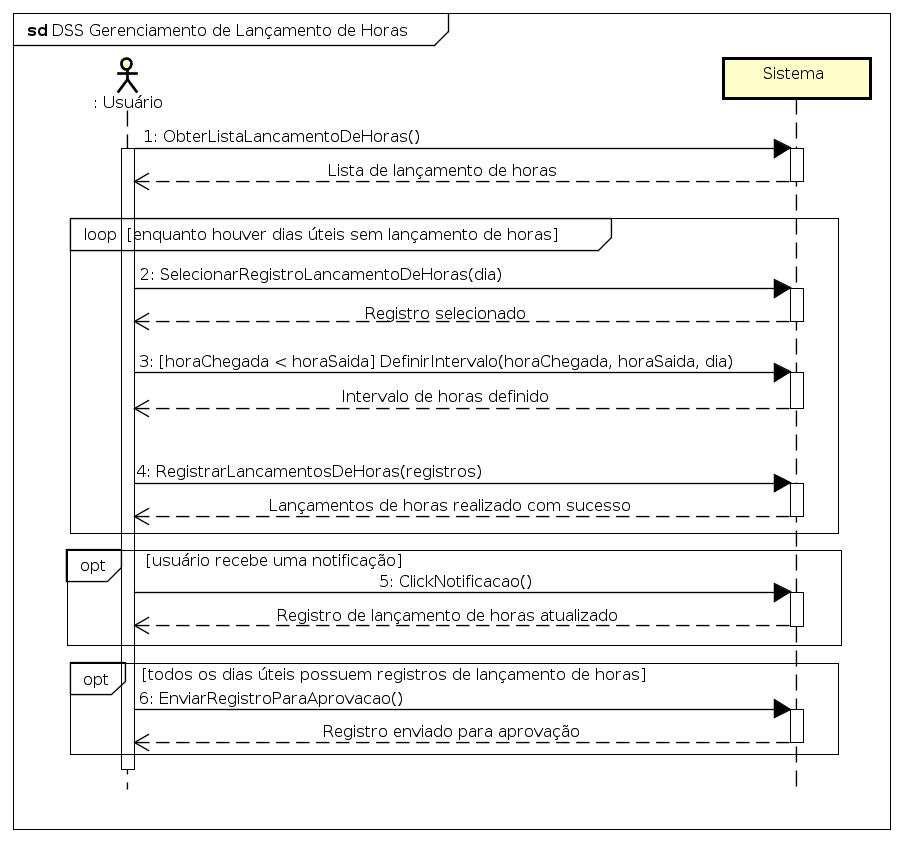 sd DSS Gerenciamento de Lançamento de Horas
: Usuário
Sistema
1: ObterListaLancamentoDeHoras()
Lista de lançamento de horas
loop [enquanto houver dias úteis sem lançamento de horas]
2: SelecionarRegistroLancamentoDeHoras(dia)
Registro selecionado
3: [horaChegada < horaSaida] DefinirIntervalo(horaChegada, horaSaida, dia)
Intervalo de horas definido
4: RegistrarLancamentosDeHoras(registros)
Lançamentos de horas realizado com sucesso
opt [usuário recebe uma notificação]
5: ClickNotificacao()
Registro de lançamento de horas atualizado
opt [todos os dias úteis possuem registros de lançamento de horas]
6: EnviarRegistroParaAprovacao()
Registro enviado para aprovação